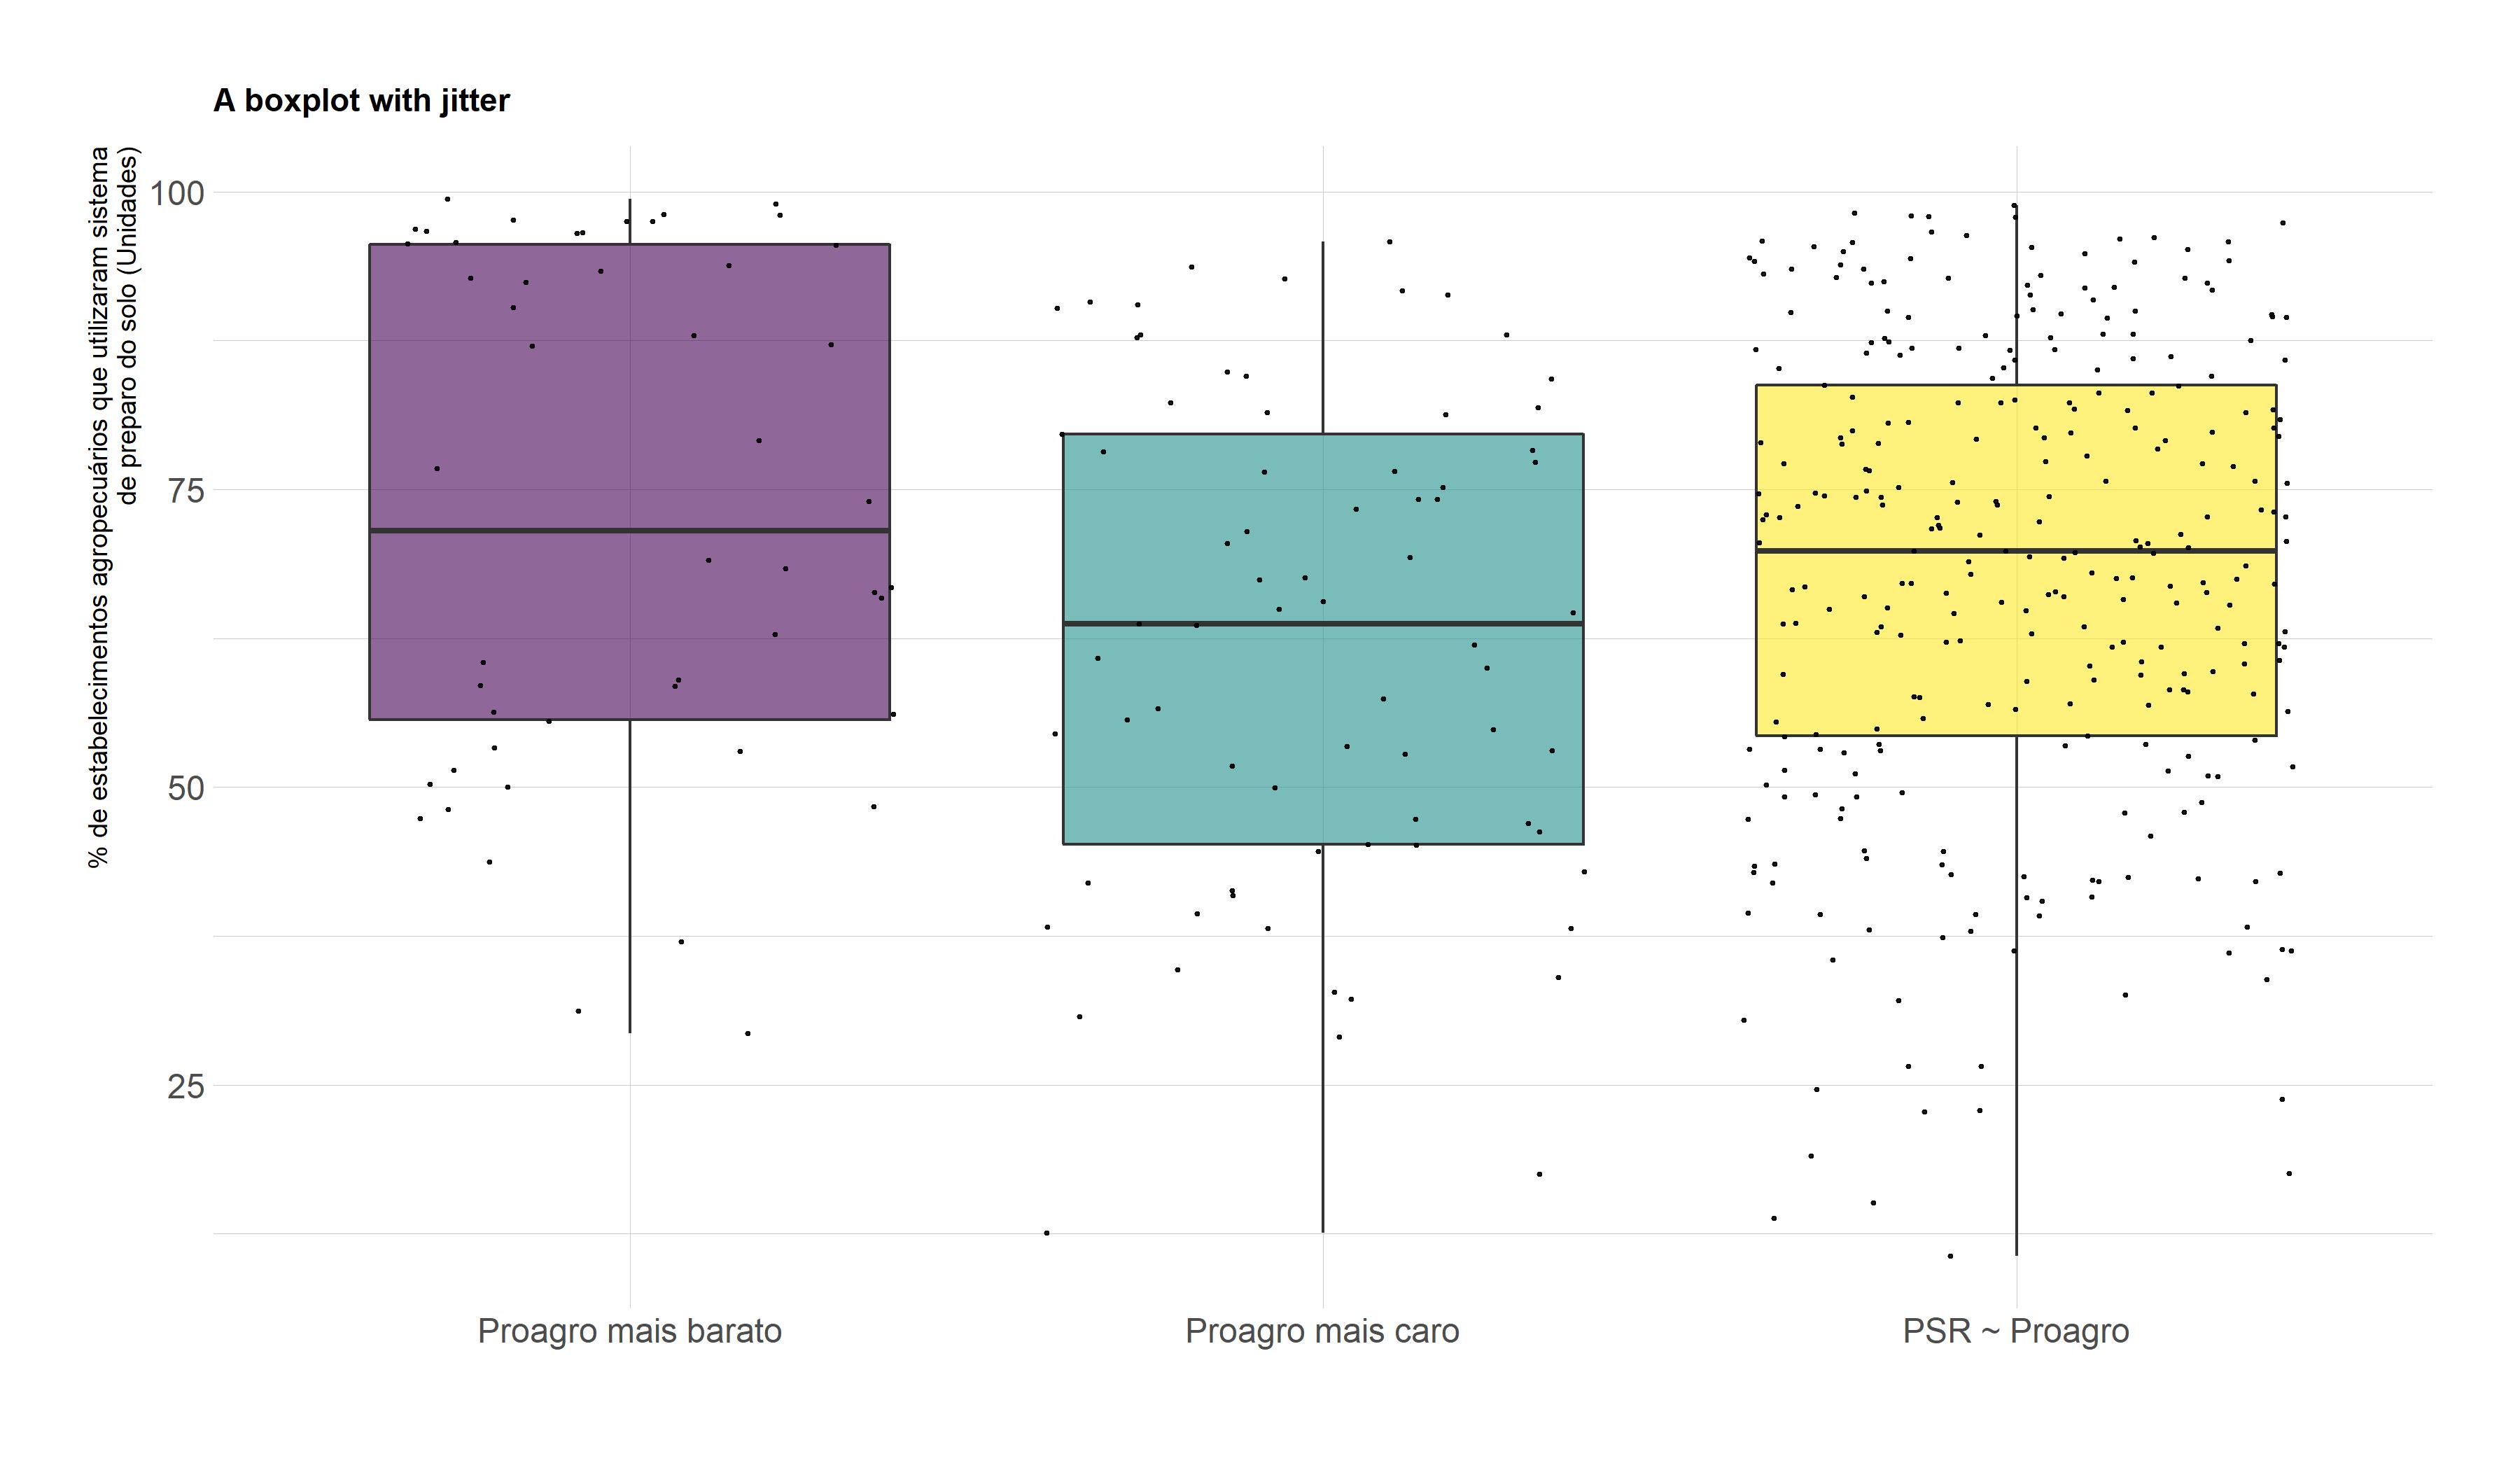 A boxplot with jitter
% de estabelecimentos agropecuários que utilizaram sistema
de preparo do solo (Unidades)
100
75
50
25
Proagro mais barato
Proagro mais caro
PSR ~ Proagro